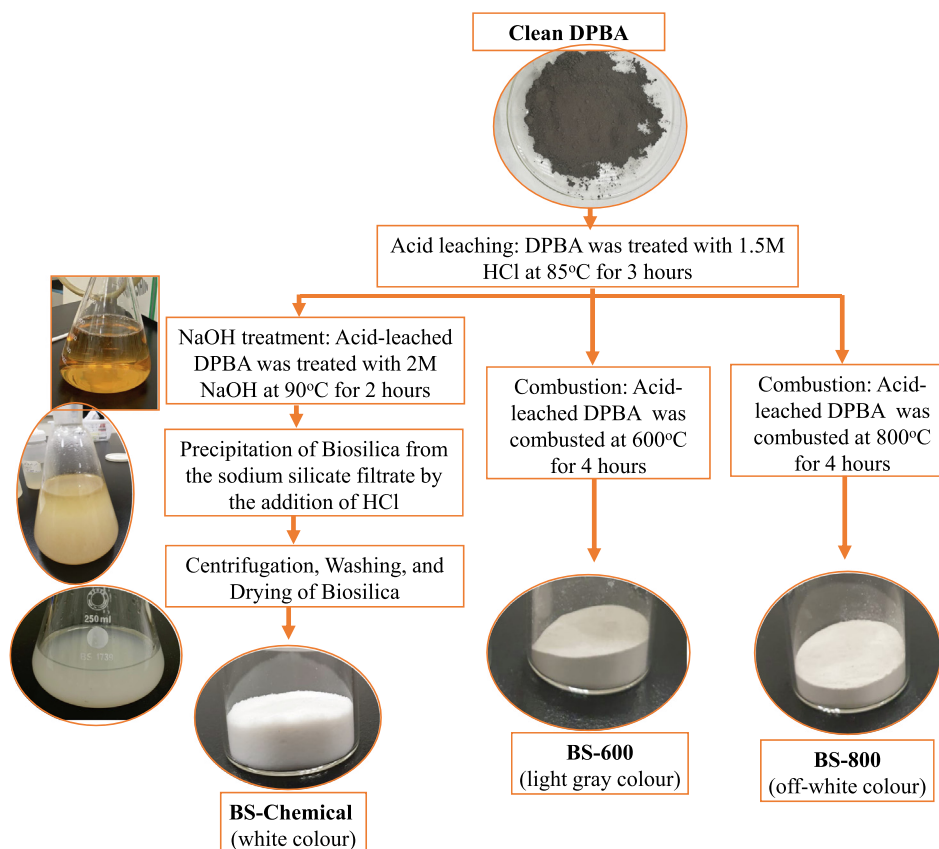 Clean DPBA
Acid leaching: DPBA was treated with 1.5M
HCl at 85°C for 3 hours
NaOH treatment: Acid-leached
DPBA was treated with 2M
NaOH at 90°C for 2 hours
Precipitation of Biosilica from
the sodium silicate filtrate by
the addition of HCl
Centrifugation, Washing, and
Drying of Biosilica
250 ml
BS-Chemical
(white colour)
Combustion: Acid-
leached DPBA was
combusted at 600°C
for 4 hours
BS-600
(light gray colour)
Combustion: Acid-
leached DPBA was
combusted at 800°C
for 4 hours
BS-800
(off-white colour)